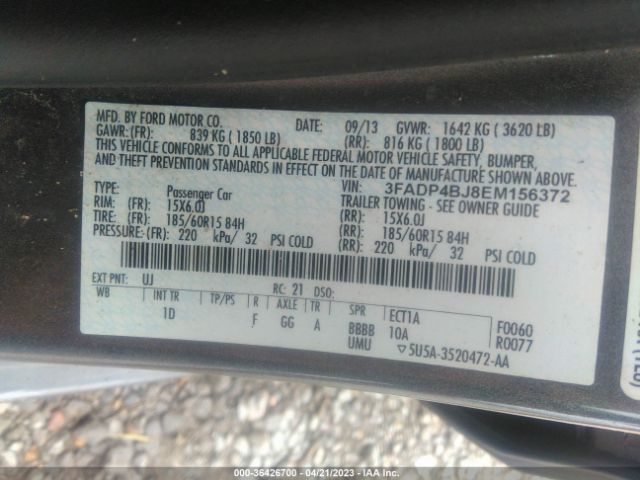 MFD. BY FORD MOTOR CO.
DATE: 09/13 GVWR: 1642 KG ( 3620 LB)
GAWR:(FR): 839 KG ( 1850 LB) (RR): 816 KG ( 1800 LB)
THIS VEHICLE CONFORMS TO ALL APPLICABLE FEDERAL MOTOR VEHICLE SAFETY, BUMPER,
AND THEFT PREVENTION STANDARDS IN EFFECT ON THE DATE OF MANUFACTURE SHOWN ABOVE.
VIN: 3FADP4BJ8EM156372
TYPE: Passenger Car TRAILER TOWING - SEE OWNER GUIDE
RIM: (FR): 15X6.0J (RR): 15X6.0J
TIRE: (FR): 185/60R15 84H (RR): 185/60R15 84H
PRESSURE: (FR): 220 kPa/ 32 PSI COLD (RR): 220 kPa/ 32 PSI COLD
EXT PNT: UJ RC: 21 DSO:
WB INT TR TP/PS R AXLE TR SPR ECT1A F0060
1D F GG A BBBB 10A R0077
UMU ▽5U5A-3520472-AA
000-36426700 - 04/21/2023 - IAA Inc.